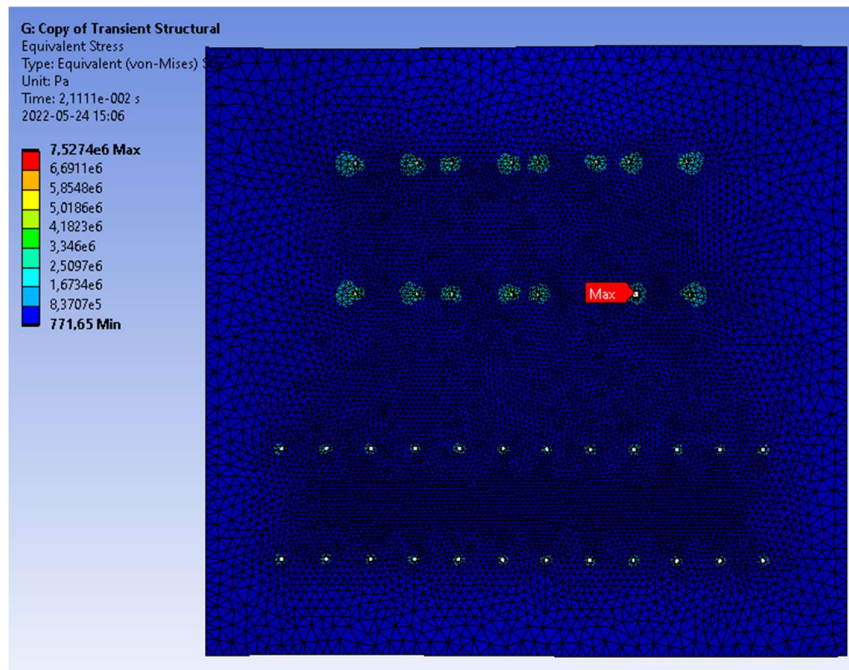 G: Copy of Transient Structural
Equivalent Stress
Type: Equivalent (von-Mises) S
Unit: Pa
Time: 2,1111e-002 s
2022-05-24 15:06
7,5274e6 Max
6,6911e6
5,8548e6
5,0186e6
4,1823e6
3,346e6
2,5097e6
1,6734e6
8,3707e5
771,65 Min
Max